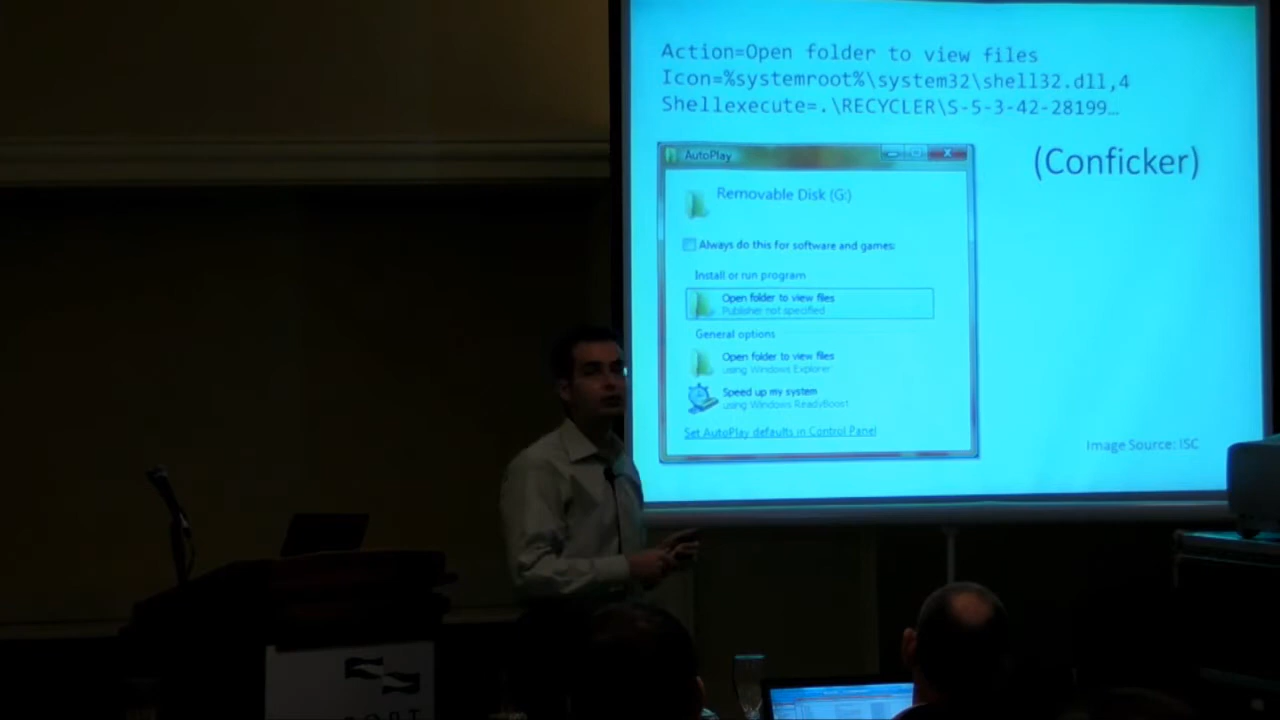 Action=Open folder to view files
Icon=%systemroot%\system32\shell32.dll,4
Shellexecute=.\RECYCLER\S-5-3-42-28199…
(Conficker)
AutoPlay
Removable Disk (G:)
Always do this for software and games:
Install or run program
Open folder to view files
Publisher not specified
General options
Open folder to view files
using Windows Explorer
Speed up my system
using Windows ReadyBoost
Set AutoPlay defaults in Control Panel
Image Source: ISC